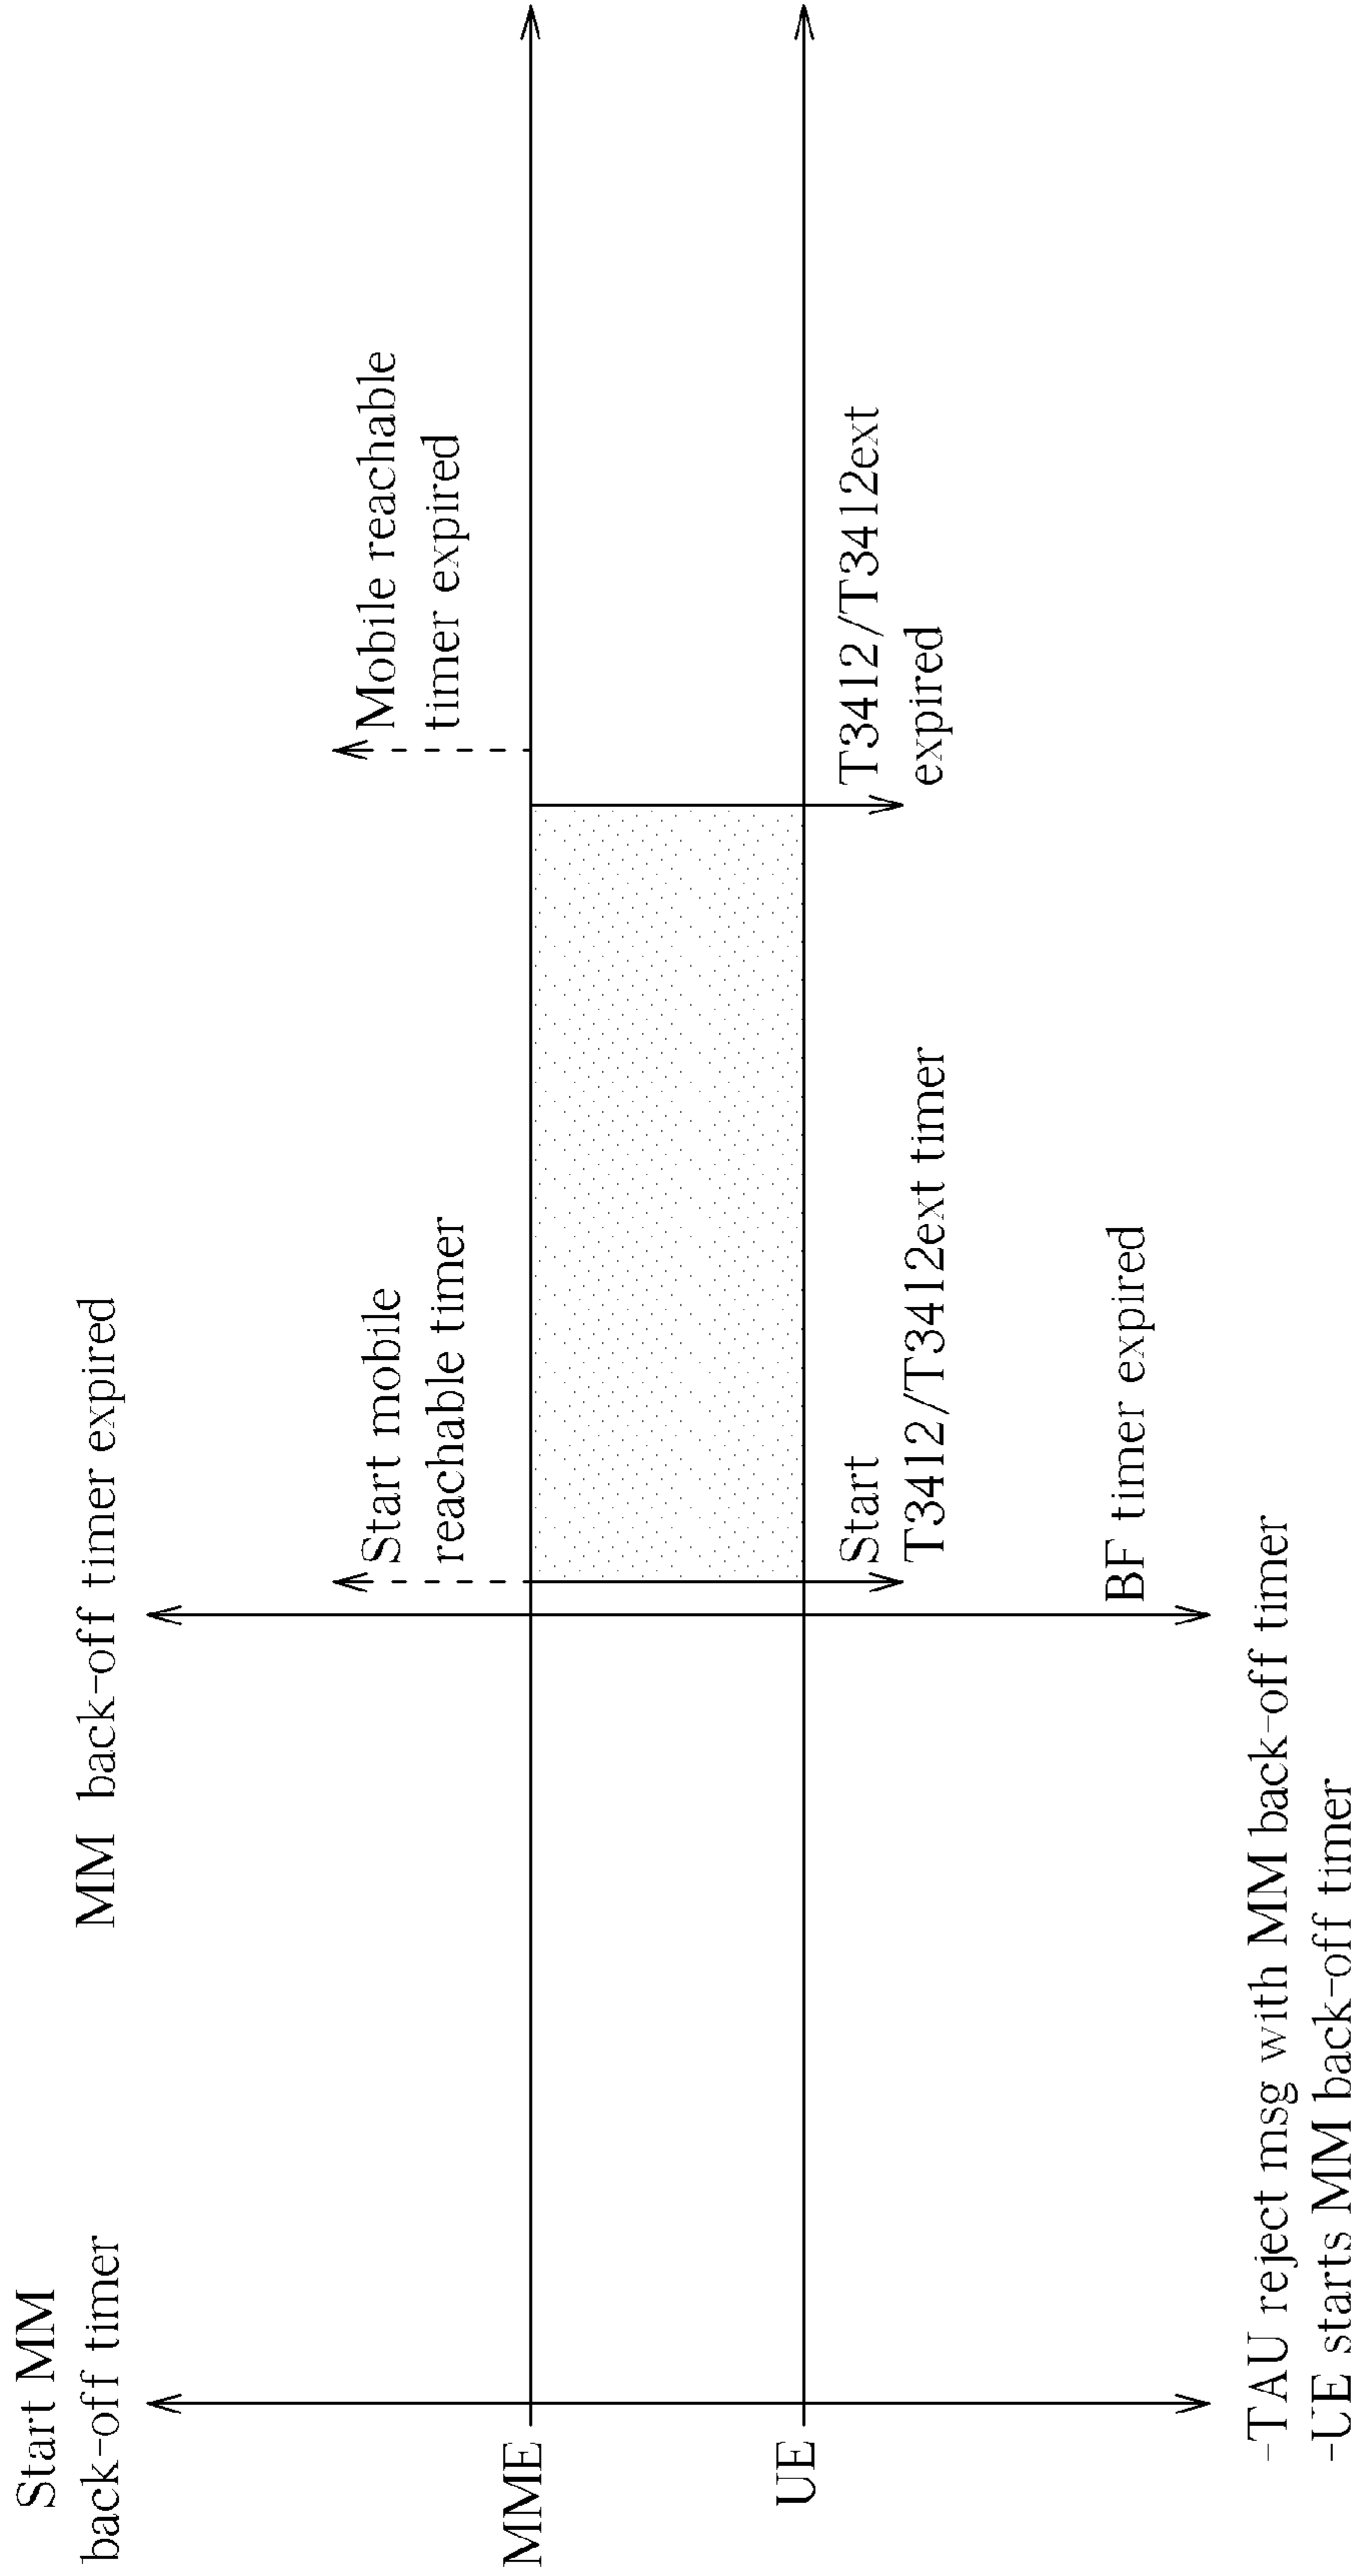 Start MM
back-off timer
MM back-off timer expired
Start mobile
reachable timer
Mobile reachable
timer expired
MME
UE
Start
T3412/T3412ext timer
T3412/T3412ext
expired
BF timer expired
-TAU reject msg with MM back-off timer
-UE starts MM back-off timer